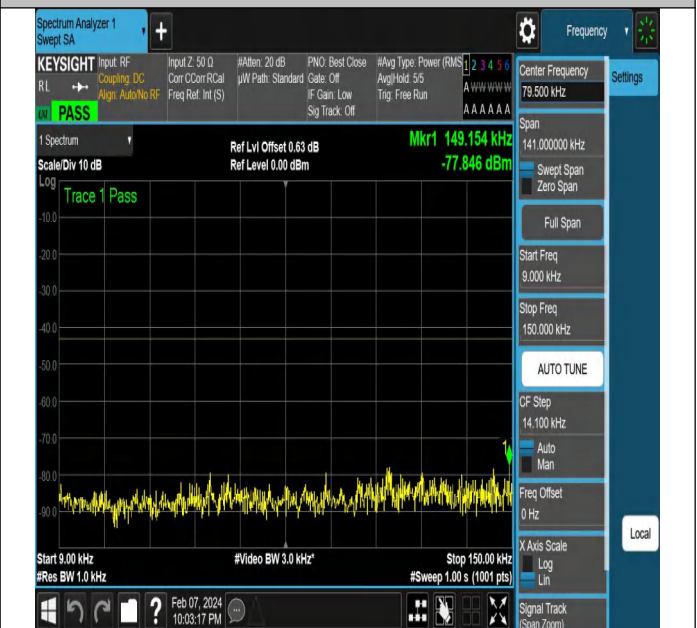 Spectrum Analyzer 1
Swept SA
Frequency
KEYSIGHT
RL
Input: RF
Coupling: DC
Align: Auto/No RF
Input Z: 50 Ω
Corr CCorr RCal
Freq Ref: Int (S)
#Atten: 20 dB
µW Path: Standard
PNO: Best Close
Gate: Off
IF Gain: Low
Sig Track: Off
#Avg Type: Power (RMS
Avg|Hold: 5/5
Trig: Free Run
1 2 3 4 5 6
A W W W W W
A A A A A A
PASS
1 Spectrum
Scale/Div 10 dB
Ref Lvl Offset 0.63 dB
Ref Level 0.00 dBm
Mkr1 149.154 kHz
-77.846 dBm
Log
Trace 1 Pass
-10.0
-20.0
-30.0
-40.0
-50.0
-60.0
-70.0
-80.0
-90.0
1
Start 9.00 kHz
#Res BW 1.0 kHz
#Video BW 3.0 kHz*
Stop 150.00 kHz
#Sweep 1.00 s (1001 pts)
Center Frequency
79.500 kHz
Settings
Span
141.000000 kHz
Swept Span
Zero Span
Full Span
Start Freq
9.000 kHz
Stop Freq
150.000 kHz
AUTO TUNE
CF Step
14.100 kHz
Auto
Man
Freq Offset
0 Hz
Local
X Axis Scale
Log
Lin
Signal Track
(Span Zoom)
?
Feb 07, 2024
10:03:17 PM